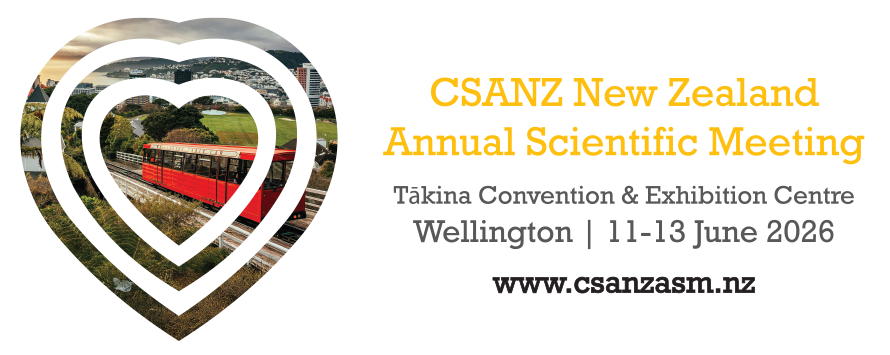 CSANZ New Zealand
Annual Scientific Meeting
Tākina Convention & Exhibition Centre
Wellington | 11-13 June 2026
www.csanzasm.nz